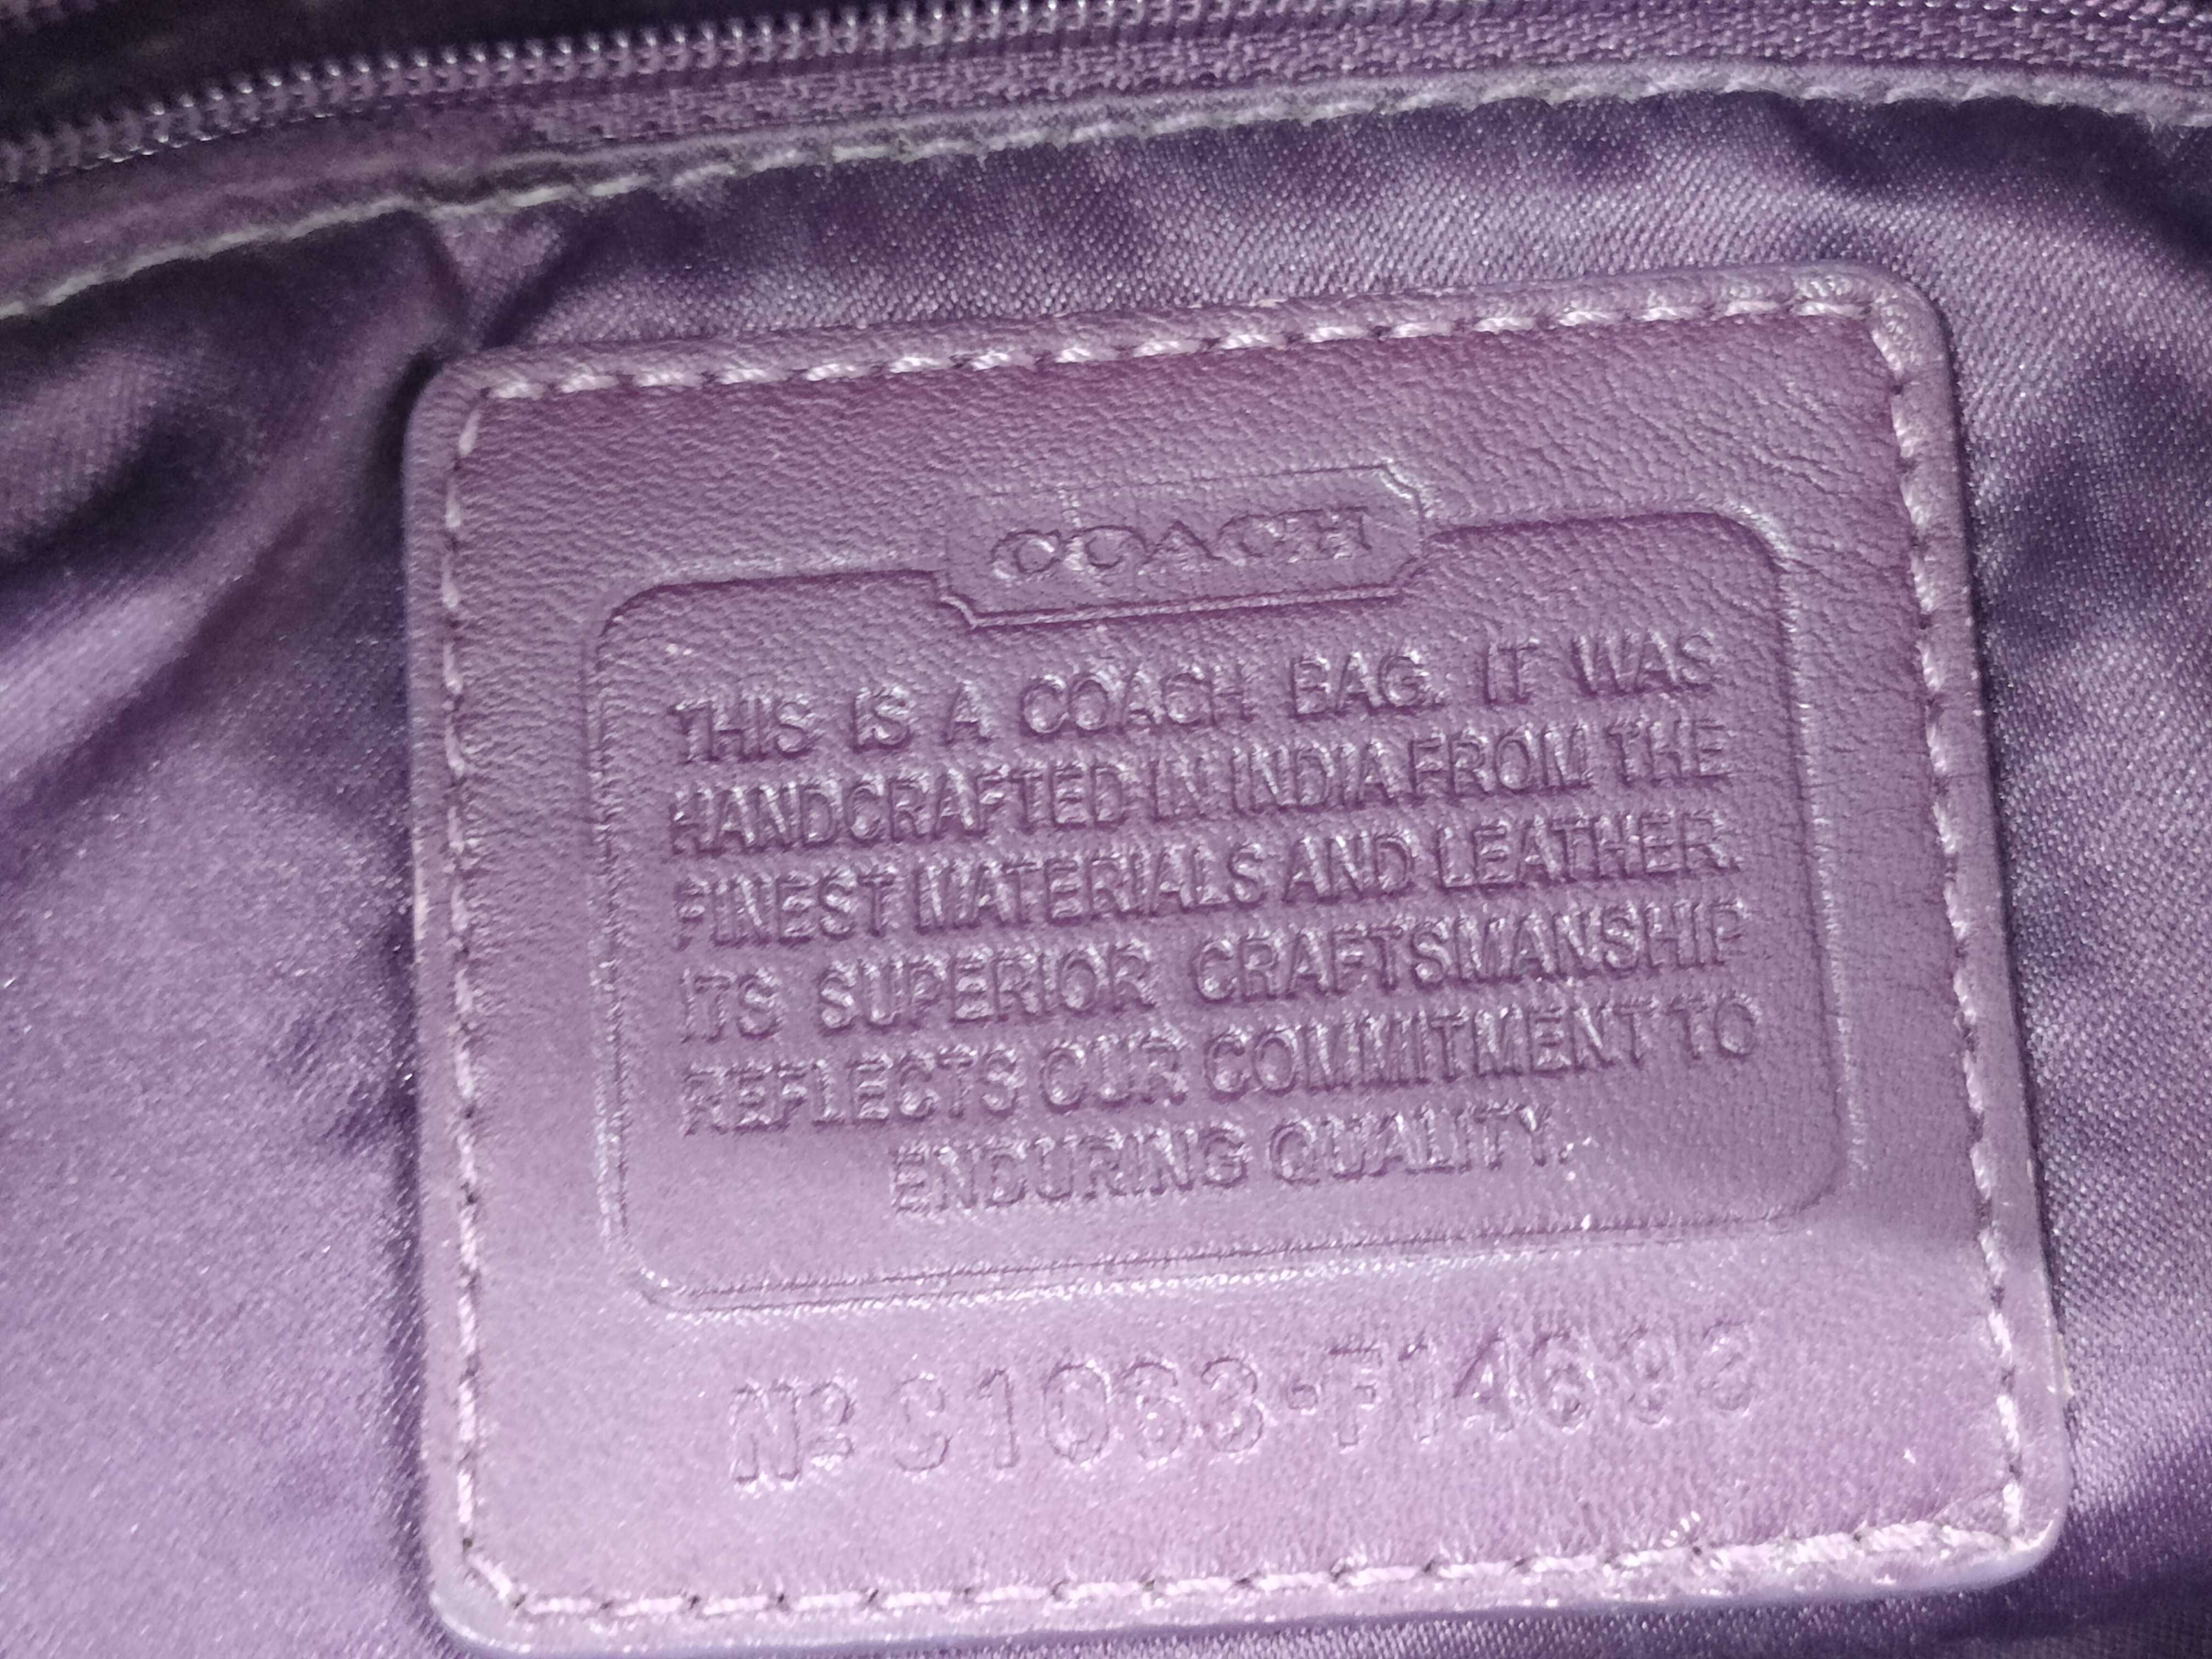 COACH
THIS IS A COACH BAG. IT WAS
HANDCRAFTED IN INDIA FROM THE
FINEST MATERIALS AND LEATHER.
ITS SUPERIOR CRAFTSMANSHIP
REFLECTS OUR COMMITMENT TO
ENDURING QUALITY.
Nº